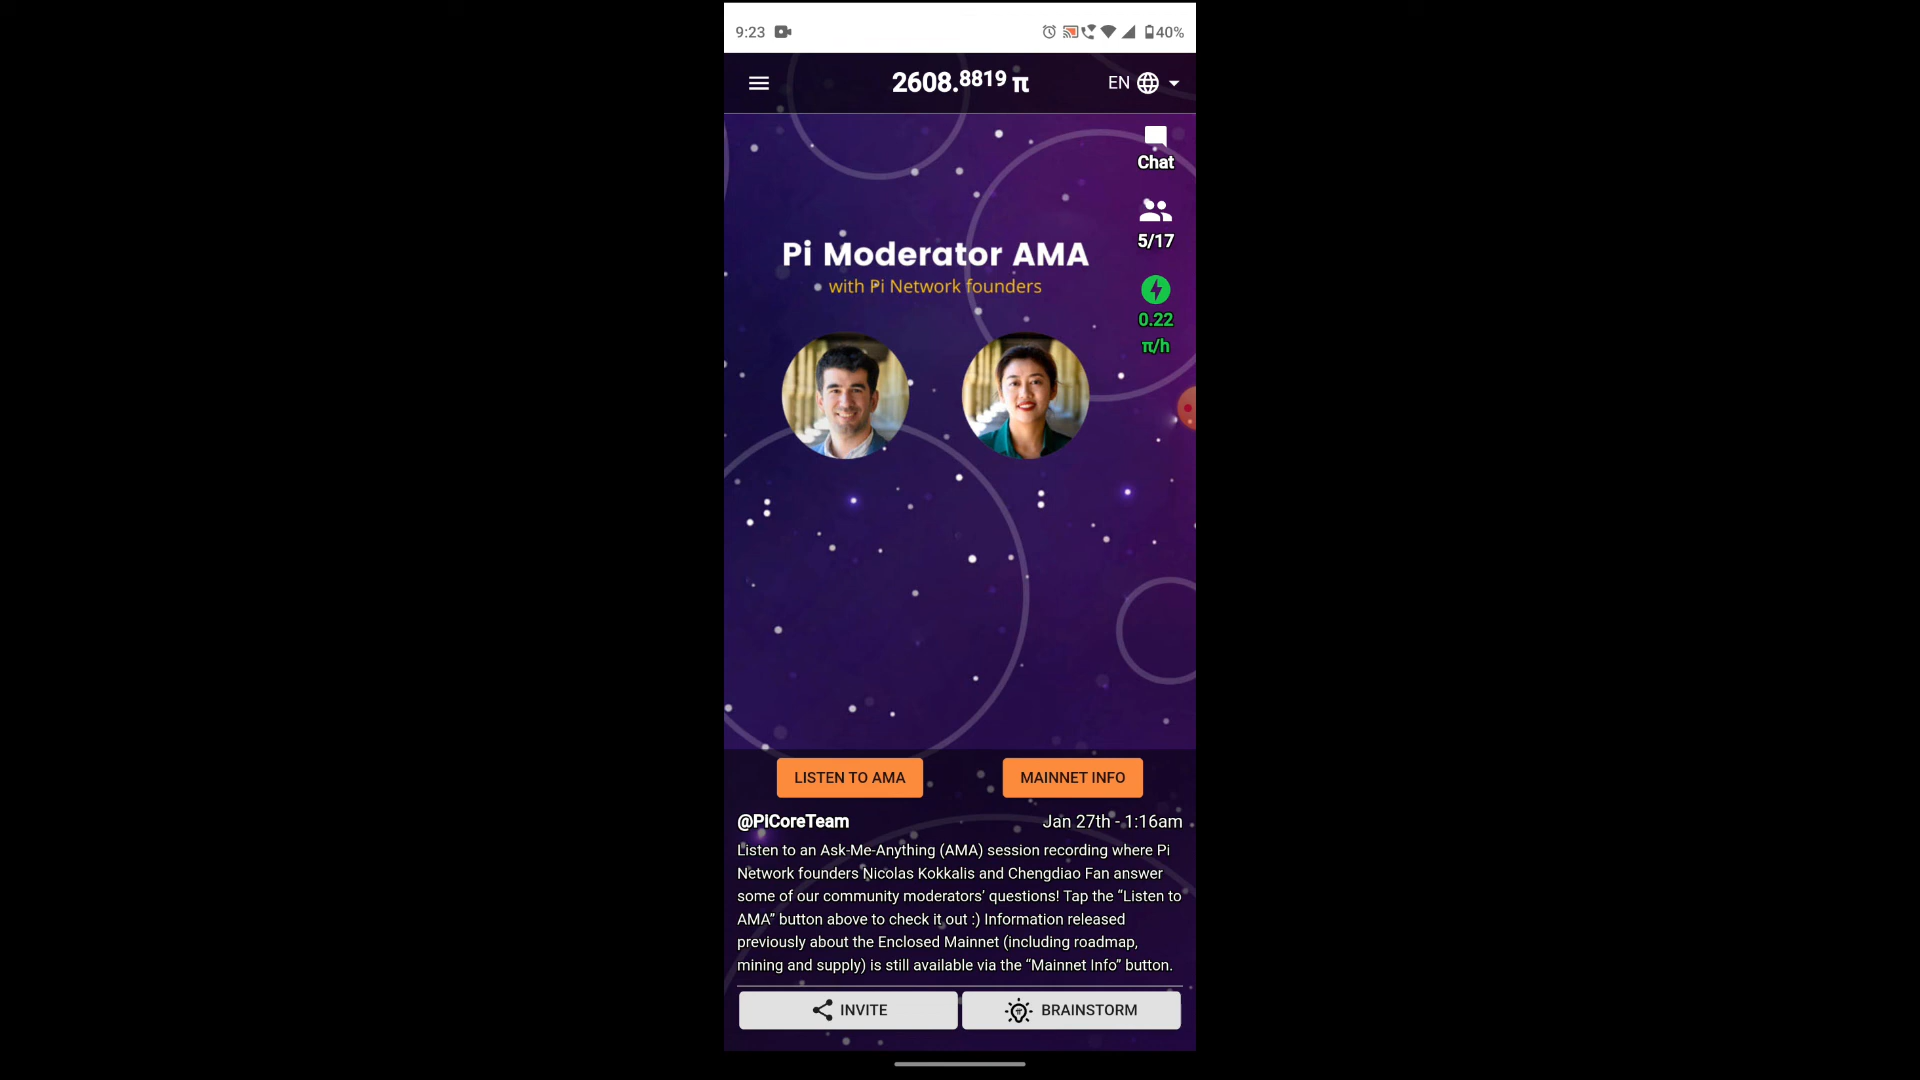 9:23
40%
2608.8819 π
EN
Chat
5/17
Pi Moderator AMA
with Pi Network founders
0.22
π/h
LISTEN TO AMA
MAINNET INFO
@PiCoreTeam
Jan 27th - 1:16am
Listen to an Ask-Me-Anything (AMA) session recording where Pi
Network founders Nicolas Kokkalis and Chengdiao Fan answer
some of our community moderators’ questions! Tap the “Listen to
AMA” button above to check it out :) Information released
previously about the Enclosed Mainnet (including roadmap,
mining and supply) is still available via the “Mainnet Info” button.
INVITE
BRAINSTORM